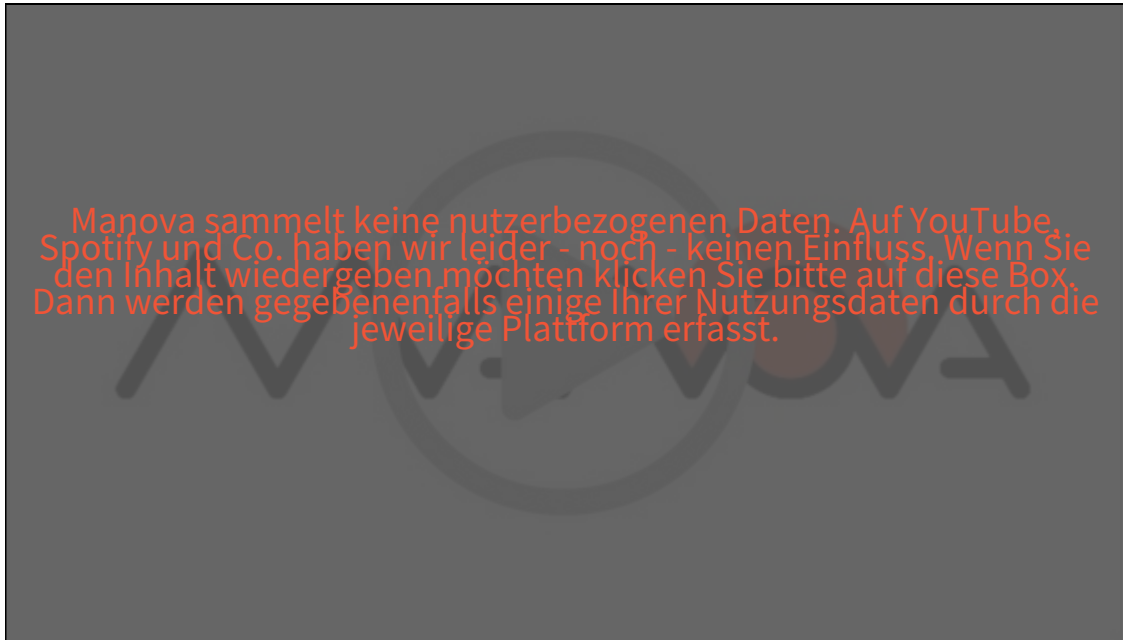 Manova sammelt keine nutzerbezogenen Daten. Auf YouTube,
Spotify und Co. haben wir leider - noch - keinen Einfluss. Wenn Sie
den Inhalt wiedergeben möchten klicken Sie bitte auf diese Box.
Dann werden gegebenenfalls einige Ihrer Nutzungsdaten durch die
jeweilige Plattform erfasst.
MANOVA